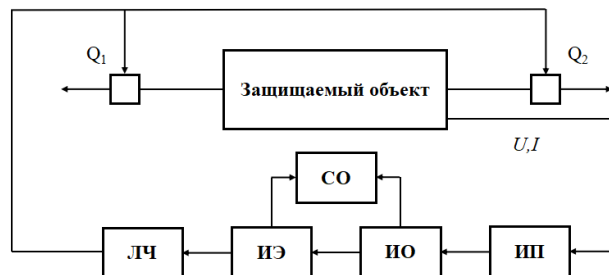 Q₁
Q₂
Защищаемый объект
U,I
СО
ЛЧ
ИЭ
ИО
ИП